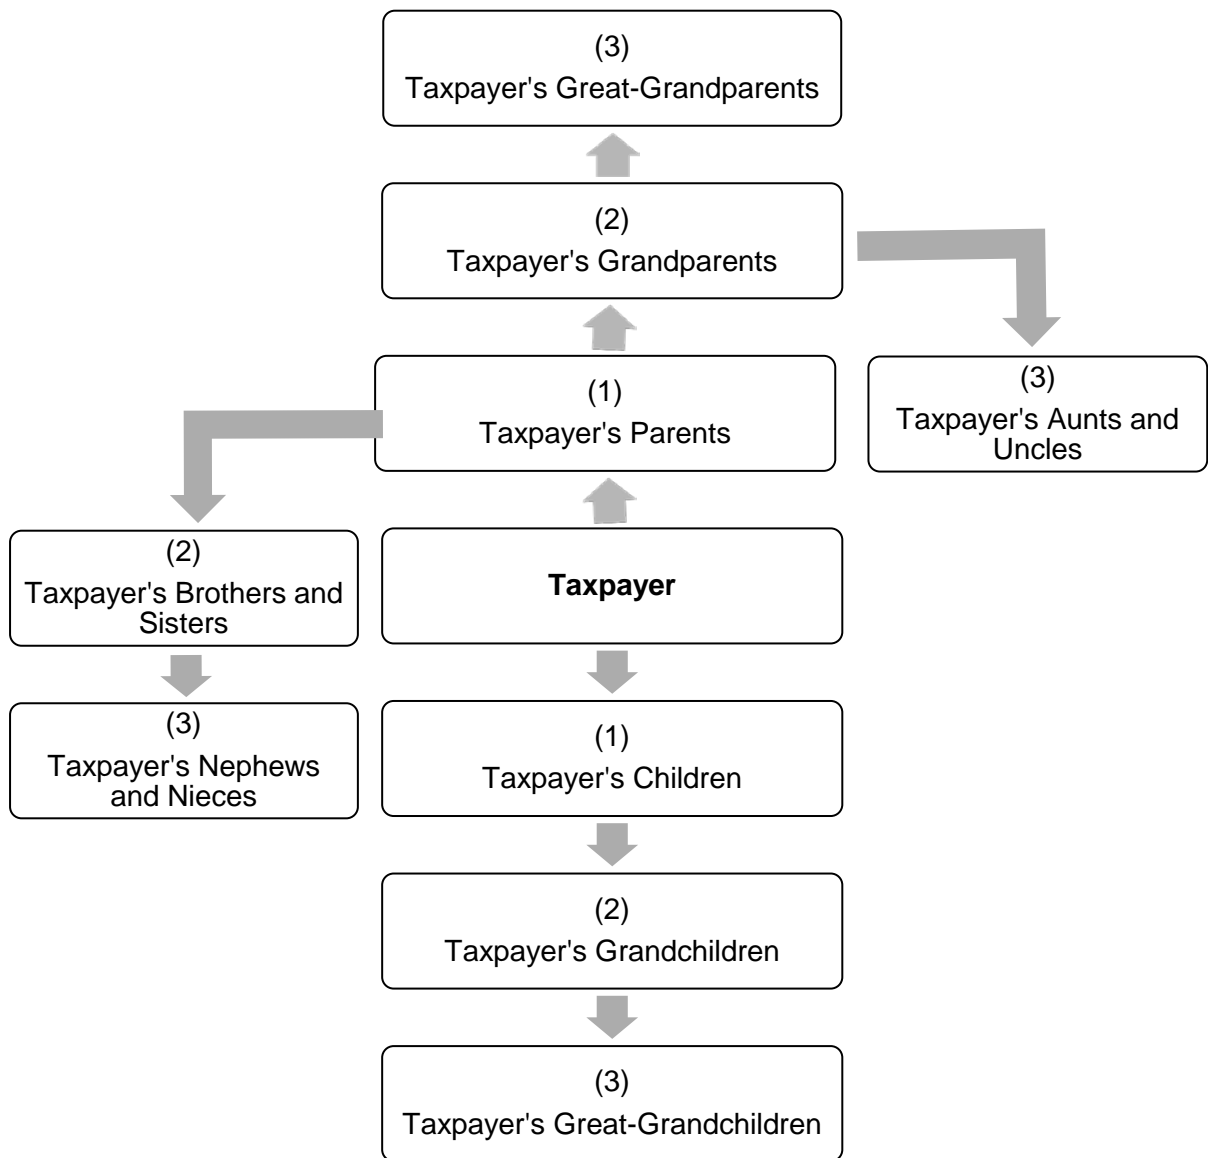 (3)
Taxpayer's Great-Grandparents
(2)
Taxpayer's Grandparents
(1)
Taxpayer's Parents
(3)
Taxpayer's Aunts and
Uncles
(2)
Taxpayer's Brothers and
Sisters
Taxpayer
(3)
Taxpayer's Nephews
and Nieces
(1)
Taxpayer's Children
(2)
Taxpayer's Grandchildren
(3)
Taxpayer's Great-Grandchildren